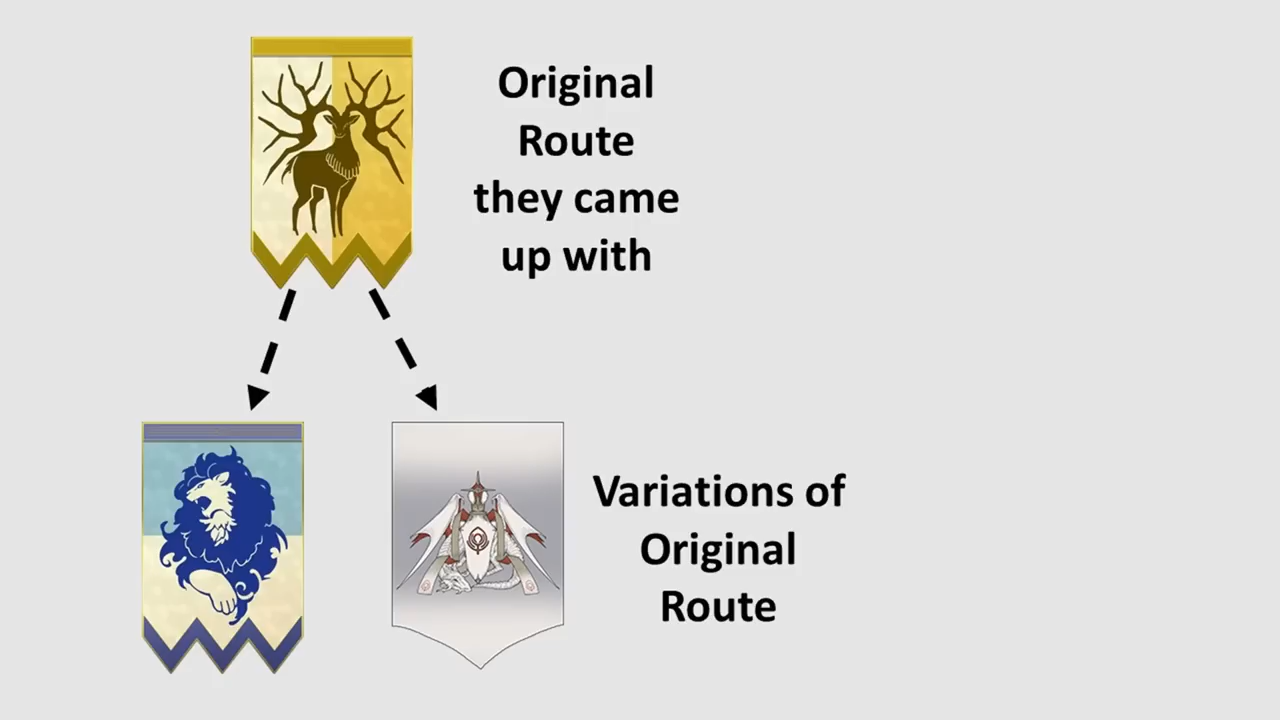 Original
Route
they came
up with
Variations of
Original
Route